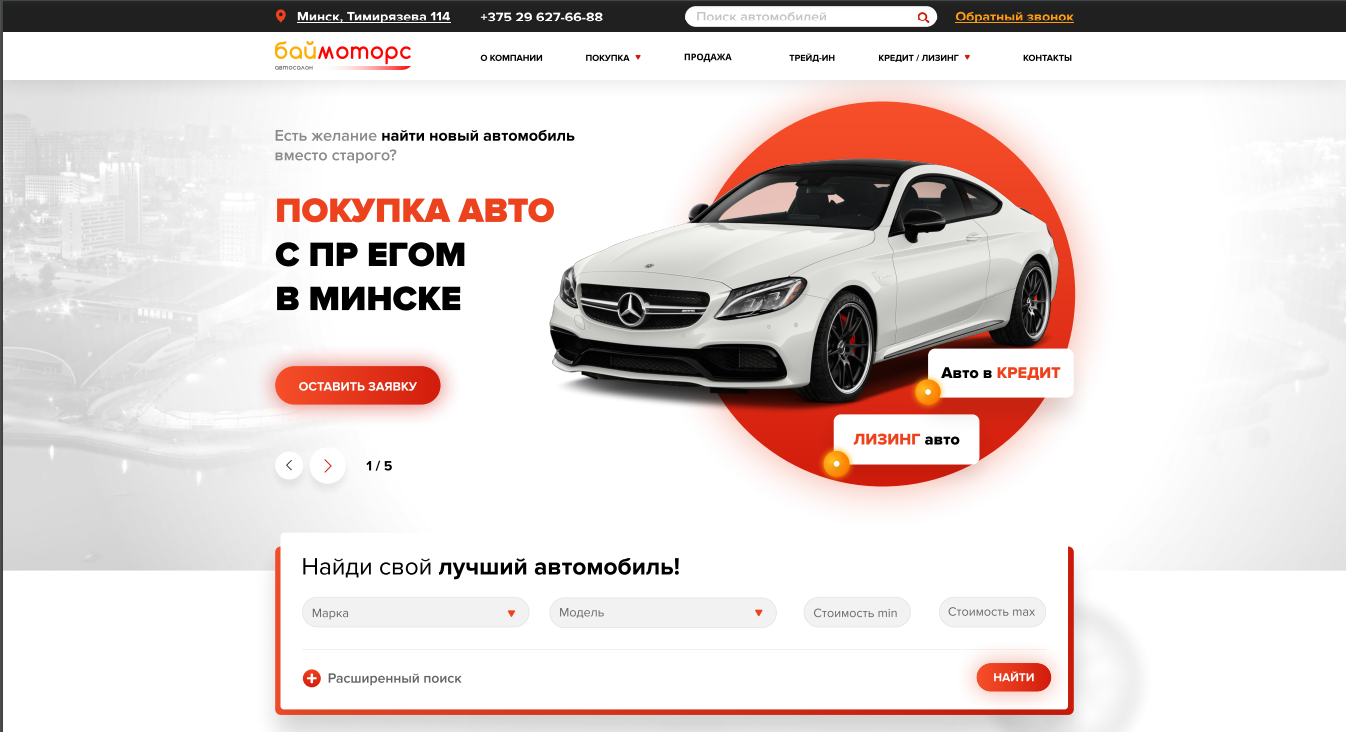 Минск, Тимирязева 114
+375 29 627-66-88
Поиск автомобилей
Обратный звонок
баймоторс
автосалон
О КОМПАНИИ
ПОКУПКА
ПРОДАЖА
ТРЕЙД-ИН
КРЕДИТ / ЛИЗИНГ
КОНТАКТЫ
Есть желание найти новый автомобиль
вместо старого?
ПОКУПКА АВТО
С ПР ЕГОМ
В МИНСКЕ
ОСТАВИТЬ ЗАЯВКУ
1 / 5
Авто в КРЕДИТ
ЛИЗИНГ авто
Найди свой лучший автомобиль!
Марка
Модель
Стоимость min
Стоимость max
Расширенный поиск
НАЙТИ